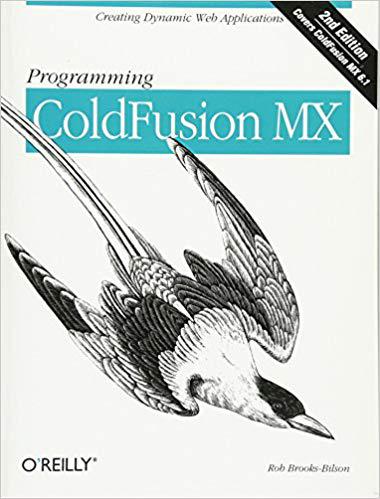 Creating Dynamic Web Applications
2nd Edition
Covers ColdFusion MX 6.1
Programming
ColdFusion MX
O'REILLY®
Rob Brooks-Bilson